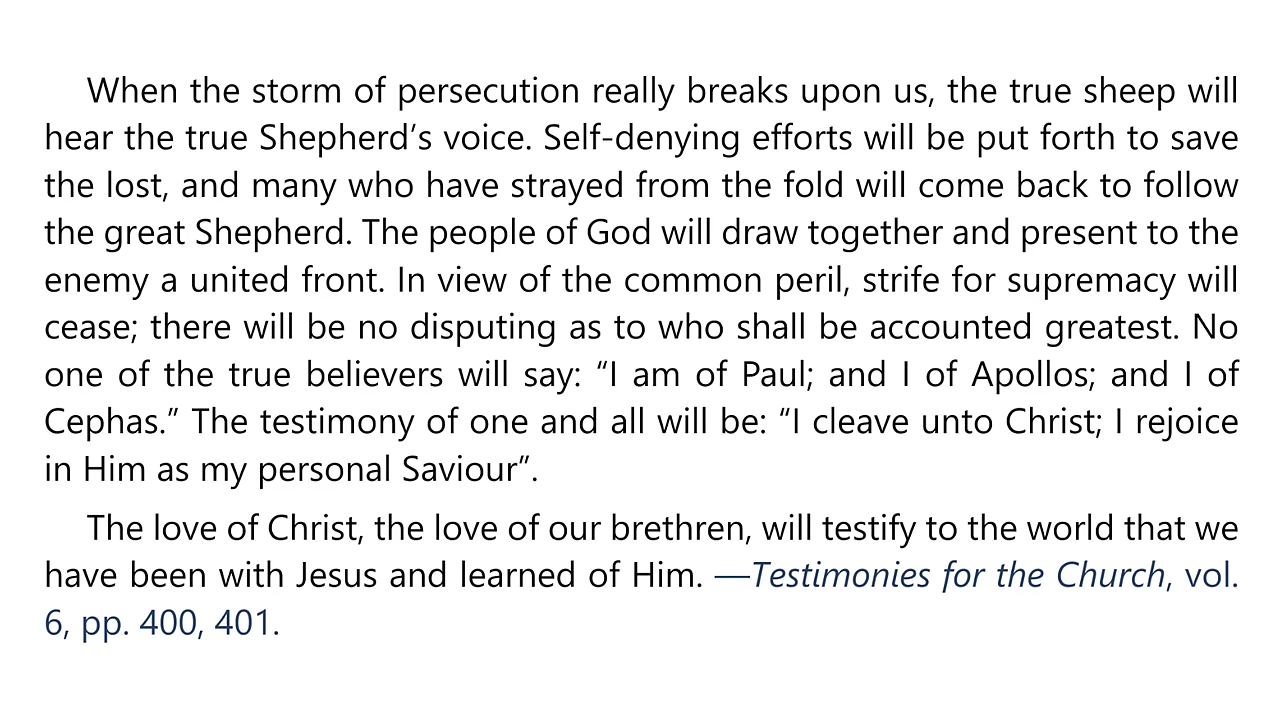 When the storm of persecution really breaks upon us, the true sheep will
hear the true Shepherd’s voice. Self-denying efforts will be put forth to save
the lost, and many who have strayed from the fold will come back to follow
the great Shepherd. The people of God will draw together and present to the
enemy a united front. In view of the common peril, strife for supremacy will
cease; there will be no disputing as to who shall be accounted greatest. No
one of the true believers will say: “I am of Paul; and I of Apollos; and I of
Cephas.” The testimony of one and all will be: “I cleave unto Christ; I rejoice
in Him as my personal Saviour”.
The love of Christ, the love of our brethren, will testify to the world that we
have been with Jesus and learned of Him. —Testimonies for the Church, vol.
6, pp. 400, 401.